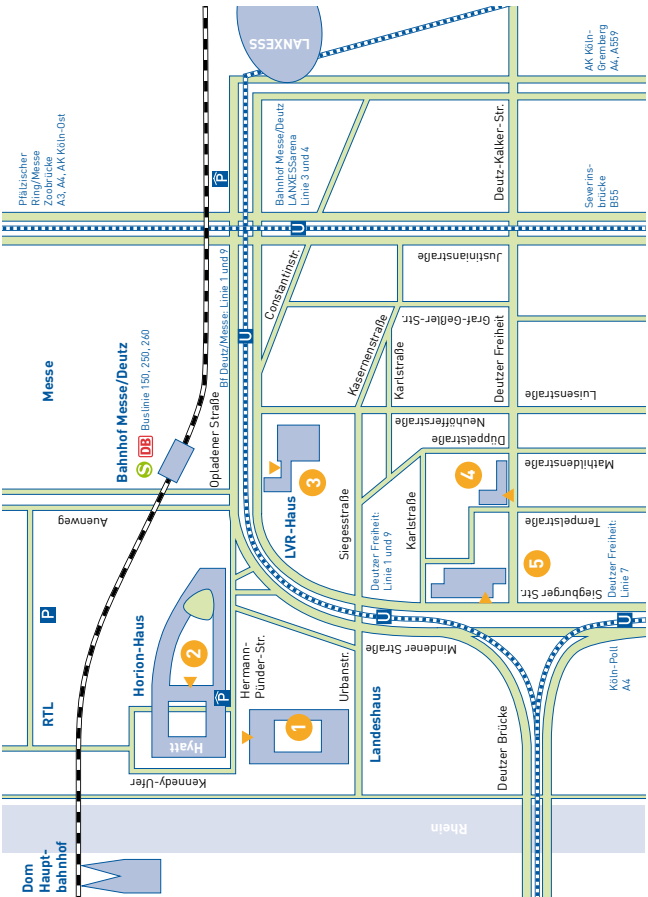 Pfälzischer
Ring/Messe
Zoobrücke
A3, A4, AK Köln-Ost
LANXESS
AK Köln-
Gremberg
A4, A559
Bahnhof Messe/Deutz
LANXESSarena
Linie 3 und 4
P
Deutz-Kalker-Str.
Severins-
brücke
B55
U
Messe
Bahnhof Messe/Deutz
S DB Buslinie 150, 250, 260
Opladener Straße
Bf Deutz/Messe: Linie 1 und 9
U
Constantinstr.
Justinianstraße
Graf-Geßler-Str.
Kasernenstraße
Karlstraße
Deutzer Freiheit
Luisenstraße
Neuhöfferstraße
Düppelstraße
Mathildenstraße
Auenweg
LVR-Haus
3
Siegesstraße
Deutzer Freiheit:
Linie 1 und 9
Karlstraße
4
Tempelstraße
5
Siegburger Str.
Deutzer Freiheit:
Linie 7
P
RTL
Horion-Haus
2
P
Hyatt
Hermann-
Pünder-Str.
Urbanstr.
U
Mindener Straße
U
Köln-Poll
A4
1
Landeshaus
Kennedy-Ufer
Deutzer Brücke
Rhein
Dom
Haupt-
bahnhof